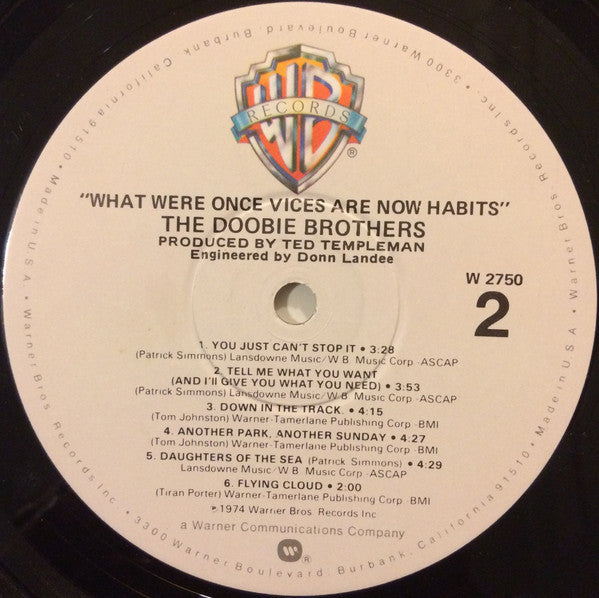 3300 Warner Boulevard Burbank, California 91510 • Made in U.S.A. • Warner Bros Records Inc. • 3300 Warner Boulevard, Burbank, California 91510 • Made in U.S.A. • Warner Bros Records Inc. •
WB
RECORDS
®
"WHAT WERE ONCE VICES ARE NOW HABITS"
THE DOOBIE BROTHERS
PRODUCED BY TED TEMPLEMAN
Engineered by Donn Landee
W 2750
2
1. YOU JUST CAN'T STOP IT • 3:28
(Patrick Simmons) Lansdowne Music/W B Music Corp -ASCAP
2. TELL ME WHAT YOU WANT
(AND I'll GIVE YOU WHAT YOU NEED) • 3:53
(Patrick Simmons) Lansdowne Music/W B. Music Corp -ASCAP
3. DOWN IN THE TRACK. • 4:15
(Tom Johnston) Warner-Tamerlane Publishing Corp -BMI
4. ANOTHER PARK, ANOTHER SUNDAY • 4:27
(Tom Johnston) Warner-Tamerlane Publishing Corp -BMI
5. DAUGHTERS OF THE SEA (Patrick Simmons) • 4:29
Lansdowne Music/W B. Music Corp -ASCAP
6. FLYING CLOUD • 2:00
(Tiran Porter) Warner-Tamerlane Publishing Corp BMI
℗ 1974 Warner Bros. Records Inc
a Warner Communications Company
W ®